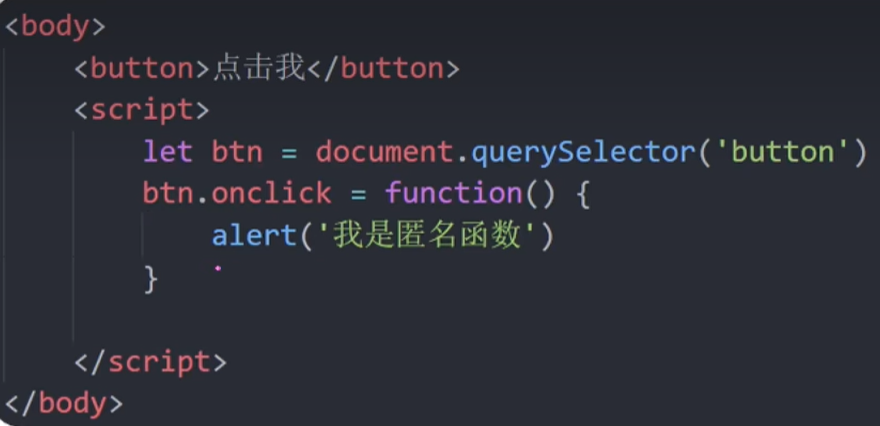 <body>
    <button>点击我</button>
    <script>
        let btn = document.querySelector('button')
        btn.onclick = function() {
            alert('我是匿名函数')
        }
    </script>
</body>